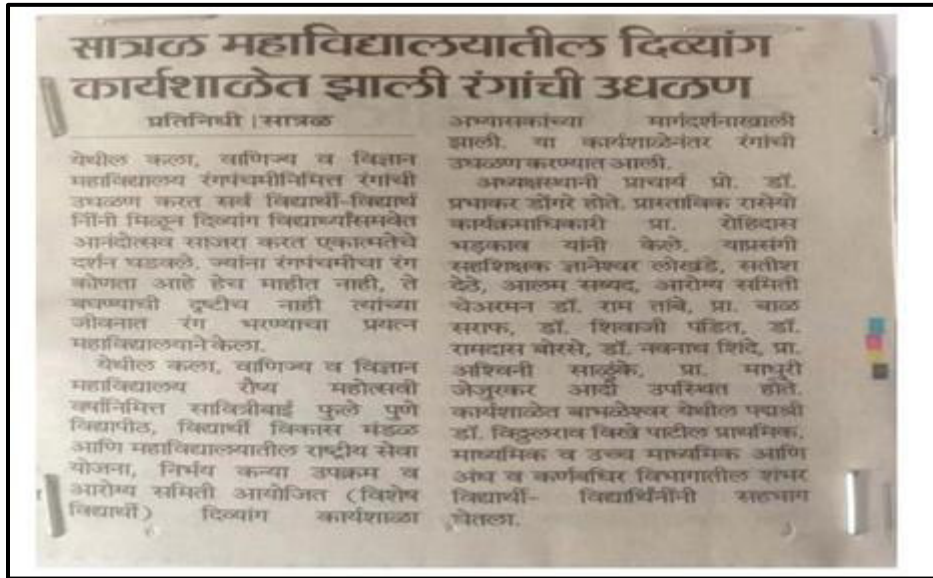 सात्रळ महाविद्यालयातील दिव्यांग
कार्यशाळेत झाली रंगांची उधळण
प्रतिनिधी । सात्रळ
येथील कला, वाणिज्य व विज्ञान
महाविद्यालय रंगपंचमीनिमित्त रंगांची
उधळण करत सर्व विद्यार्थी-विद्यार्थ
िनींनी मिळून दिव्यांग विद्यार्थ्यांसमवेत
आनंदोत्सव साजरा करत एकात्मतेचे
दर्शन घडवले. ज्यांना रंगपंचमीचा रंग
कोणता आहे हेच माहीत नाही, ते
बघण्याची दृष्टीच नाही त्यांच्या
जीवनात रंग भरण्याचा प्रयत्न
महाविद्यालयाने केला.
येथील कला, वाणिज्य व विज्ञान
महाविद्यालय रौप्य महोत्सवी
वर्षानिमित्त सावित्रीबाई फुले पुणे
विद्यापीठ, विद्यार्थी विकास मंडळ
आणि महाविद्यालयातील राष्ट्रीय सेवा
योजना, निर्भय कन्या उपक्रम व
आरोग्य समिती आयोजित (विशेष
विद्यार्थी) दिव्यांग कार्यशाळा
अभ्यासकांच्या मार्गदर्शनाखाली
झाली. या कार्यशाळेनंतर रंगांची
उधळण करण्यात आली.
अध्यक्षस्थानी प्राचार्य प्रो. डॉ.
प्रभाकर डोंगरे होते. प्रास्ताविक रासेयो
कार्यक्रमाधिकारी प्रा. रोहिदास
भडकवाव यांनी केले. याप्रसंगी
सहशिक्षक ज्ञानेश्वर लोखंडे, सतीश
देठे, आलम सय्यद, आरोग्य समिती
चेअरमन डॉ. राम तांबे, प्रा. बाळ
सराफ, डॉ. शिवाजी पंडित, डॉ.
रामदास बोरसे, डॉ. नवनाथ शिंदे, प्रा.
अश्विनी साळुंके, प्रा. माधुरी
जेजुरकर आदी उपस्थित होते.
कार्यशाळेत बाभळेश्वर येथील पद्मश्री
डॉ. विठ्ठलराव विखे पाटील प्राथमिक,
माध्यमिक व उच्च माध्यमिक आणि
अंध व कर्णबधिर विभागातील शंभर
विद्यार्थी- विद्यार्थिनींनी सहभाग
घेतला.